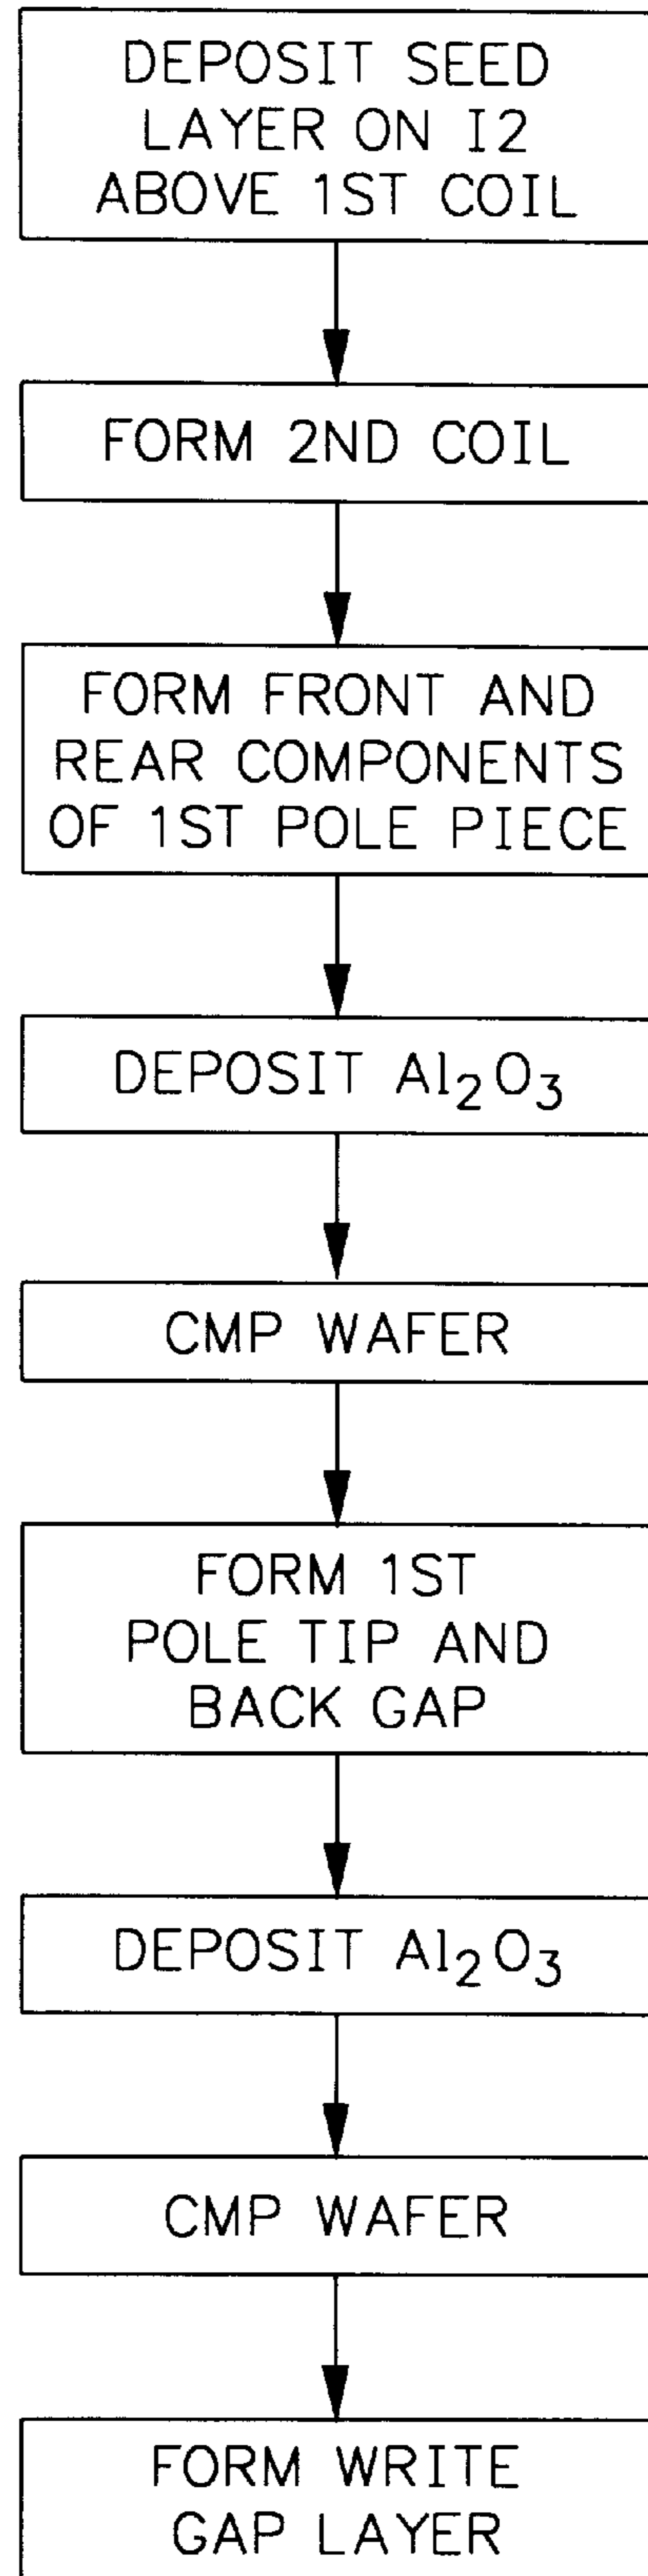 DEPOSIT SEED
LAYER ON I2
ABOVE 1ST COIL
FORM 2ND COIL
FORM FRONT AND
REAR COMPONENTS
OF 1ST POLE PIECE
DEPOSIT Al₂O₃
CMP WAFER
FORM 1ST
POLE TIP AND
BACK GAP
DEPOSIT Al₂O₃
CMP WAFER
FORM WRITE
GAP LAYER